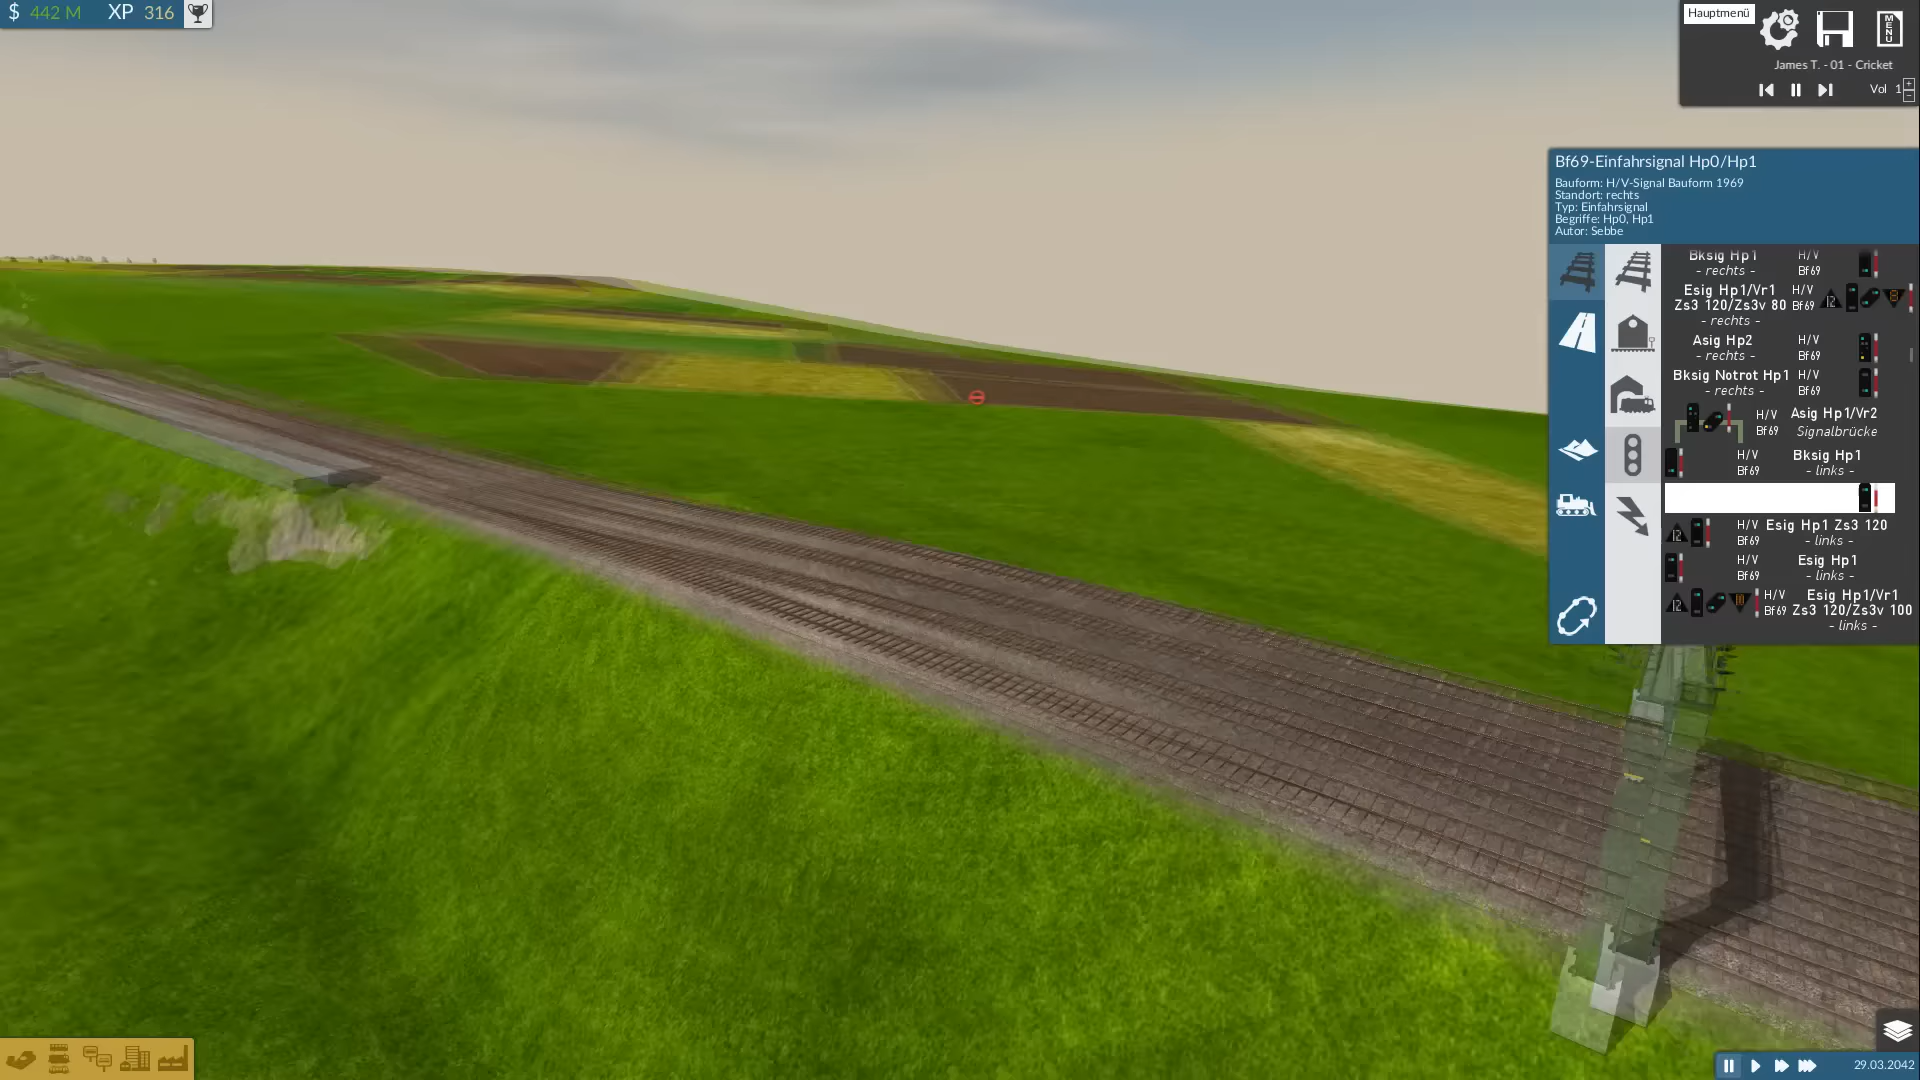 $ 442 M XP 316
Hauptmenü
MENU
James T. - 01 - Cricket
Vol 1
Bf69-Einfahrsignal Hp0/Hp1
Bauform: H/V-Signal Bauform 1969
Standort: rechts
Typ: Einfahrsignal
Begriffe: Hp0, Hp1
Autor: Sebbe
Bksig Hp1 H/V
- rechts - Bf69
Esig Hp1/Vr1 H/V
Zs3 120/Zs3v 80 Bf69
- rechts -
Asig Hp2 H/V
- rechts - Bf69
Bksig Notrot Hp1 H/V
- rechts - Bf69
H/V Asig Hp1/Vr2
Bf69 Signalbrücke
H/V Bksig Hp1
Bf69 - links -
H/V Esig Hp1 Zs3 120
Bf69 - links -
H/V Esig Hp1
Bf69 - links -
H/V Esig Hp1/Vr1
Bf69 Zs3 120/Zs3v 100
- links -
29.03.2042